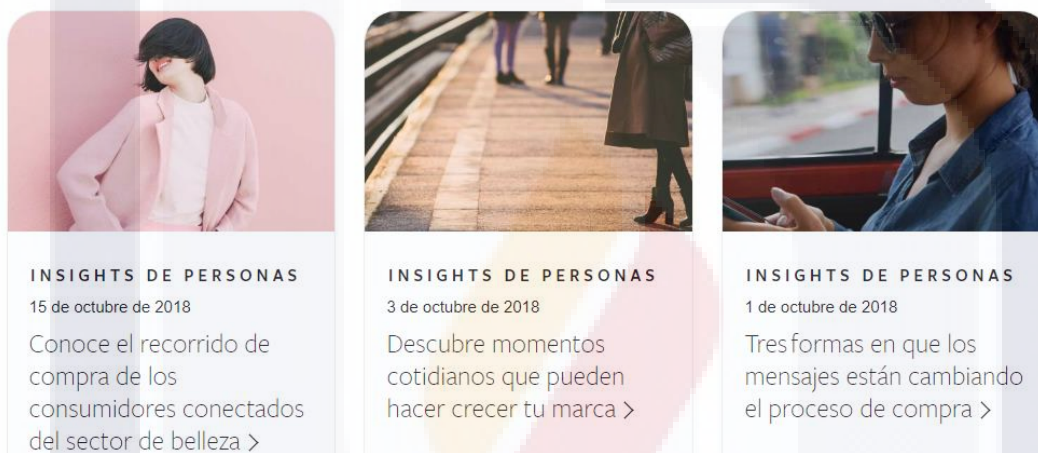 INSIGHTS DE PERSONAS
15 de octubre de 2018
Conoce el recorrido de
compra de los
consumidores conectados
del sector de belleza >
INSIGHTS DE PERSONAS
3 de octubre de 2018
Descubre momentos
cotidianos que pueden
hacer crecer tu marca >
INSIGHTS DE PERSONAS
1 de octubre de 2018
Tres formas en que los
mensajes están cambiando
el proceso de compra >